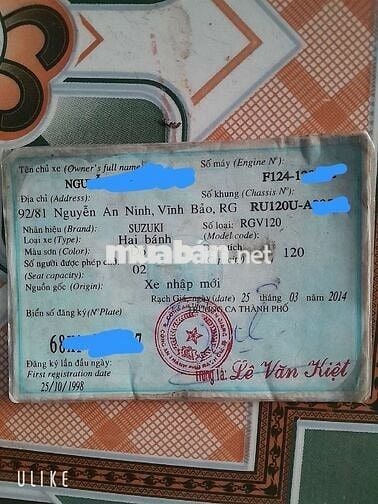 Tên chủ xe (Owner's full name)
Số máy (Engine N°):
NGU
F124-1
Địa chỉ (Address):
Số khung (Chassis N°)
92/81 Nguyễn An Ninh, Vĩnh Bảo, RG
RU120U-A
Nhãn hiệu (Brand): SUZUKI
Số loại: RGV120
Loại xe (Type): Hai bánh
(Model code):
Màu sơn (Color):
120
muaban.net
Số người được phép
(Seat capacity): 02
Nguồn gốc (Origin): Xe nhập mới
Rạch Giá, ngày (date) 25 tháng 03 năm 2014
CA THÀNH PHỐ
Biển số đăng ký (N°Plate)
68
Đăng ký lần đầu ngày:
First registration date
25/10/1998
Trung tá: Lê Văn Kiệt
ULIKE